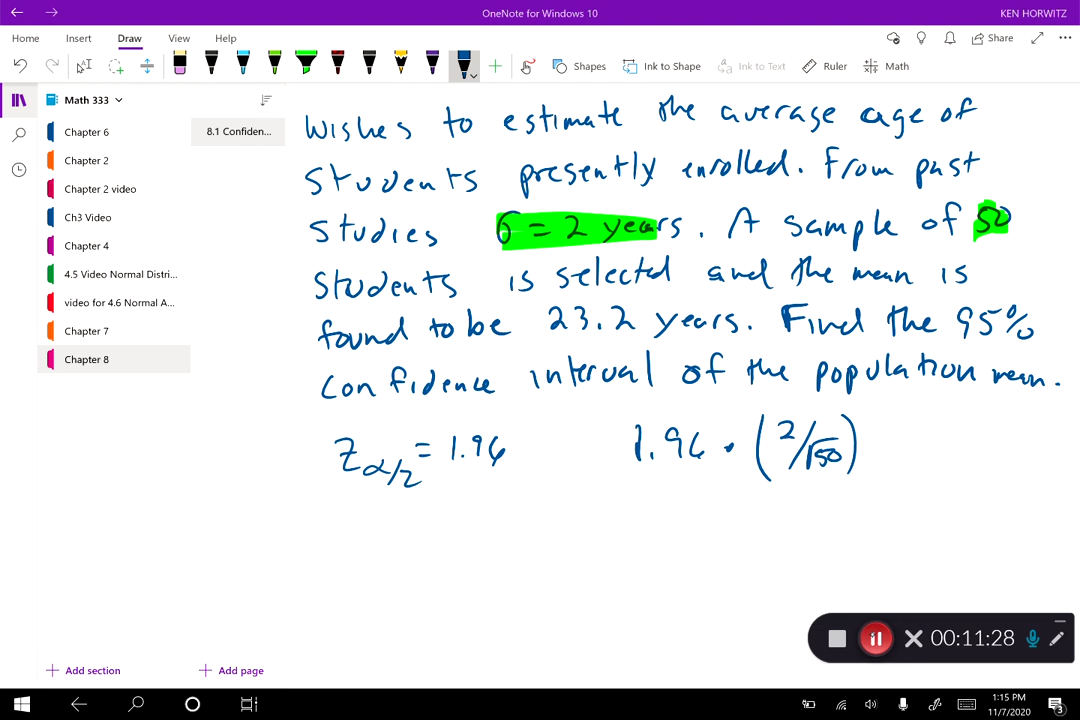 OneNote for Windows 10
KEN HORWITZ
Home Insert Draw View Help
Share
Shapes Ink to Shape Ink to Text Ruler Math
Math 333
8.1 Confiden...
Chapter 6
Chapter 2
Chapter 2 video
Ch3 Video
Chapter 4
4.5 Video Normal Distri...
video for 4.6 Normal A...
Chapter 7
Chapter 8
wishes to estimate the average age of
students presently enrolled. From past
studies σ = 2 years. A sample of 50
students is selected and the mean is
found to be 23.2 years. Find the 95%
confidence interval of the population mean.
Zα/2 = 1.96 1.96 · (2/√50)
00:11:28
Add section
Add page
1:15 PM
11/7/2020
3